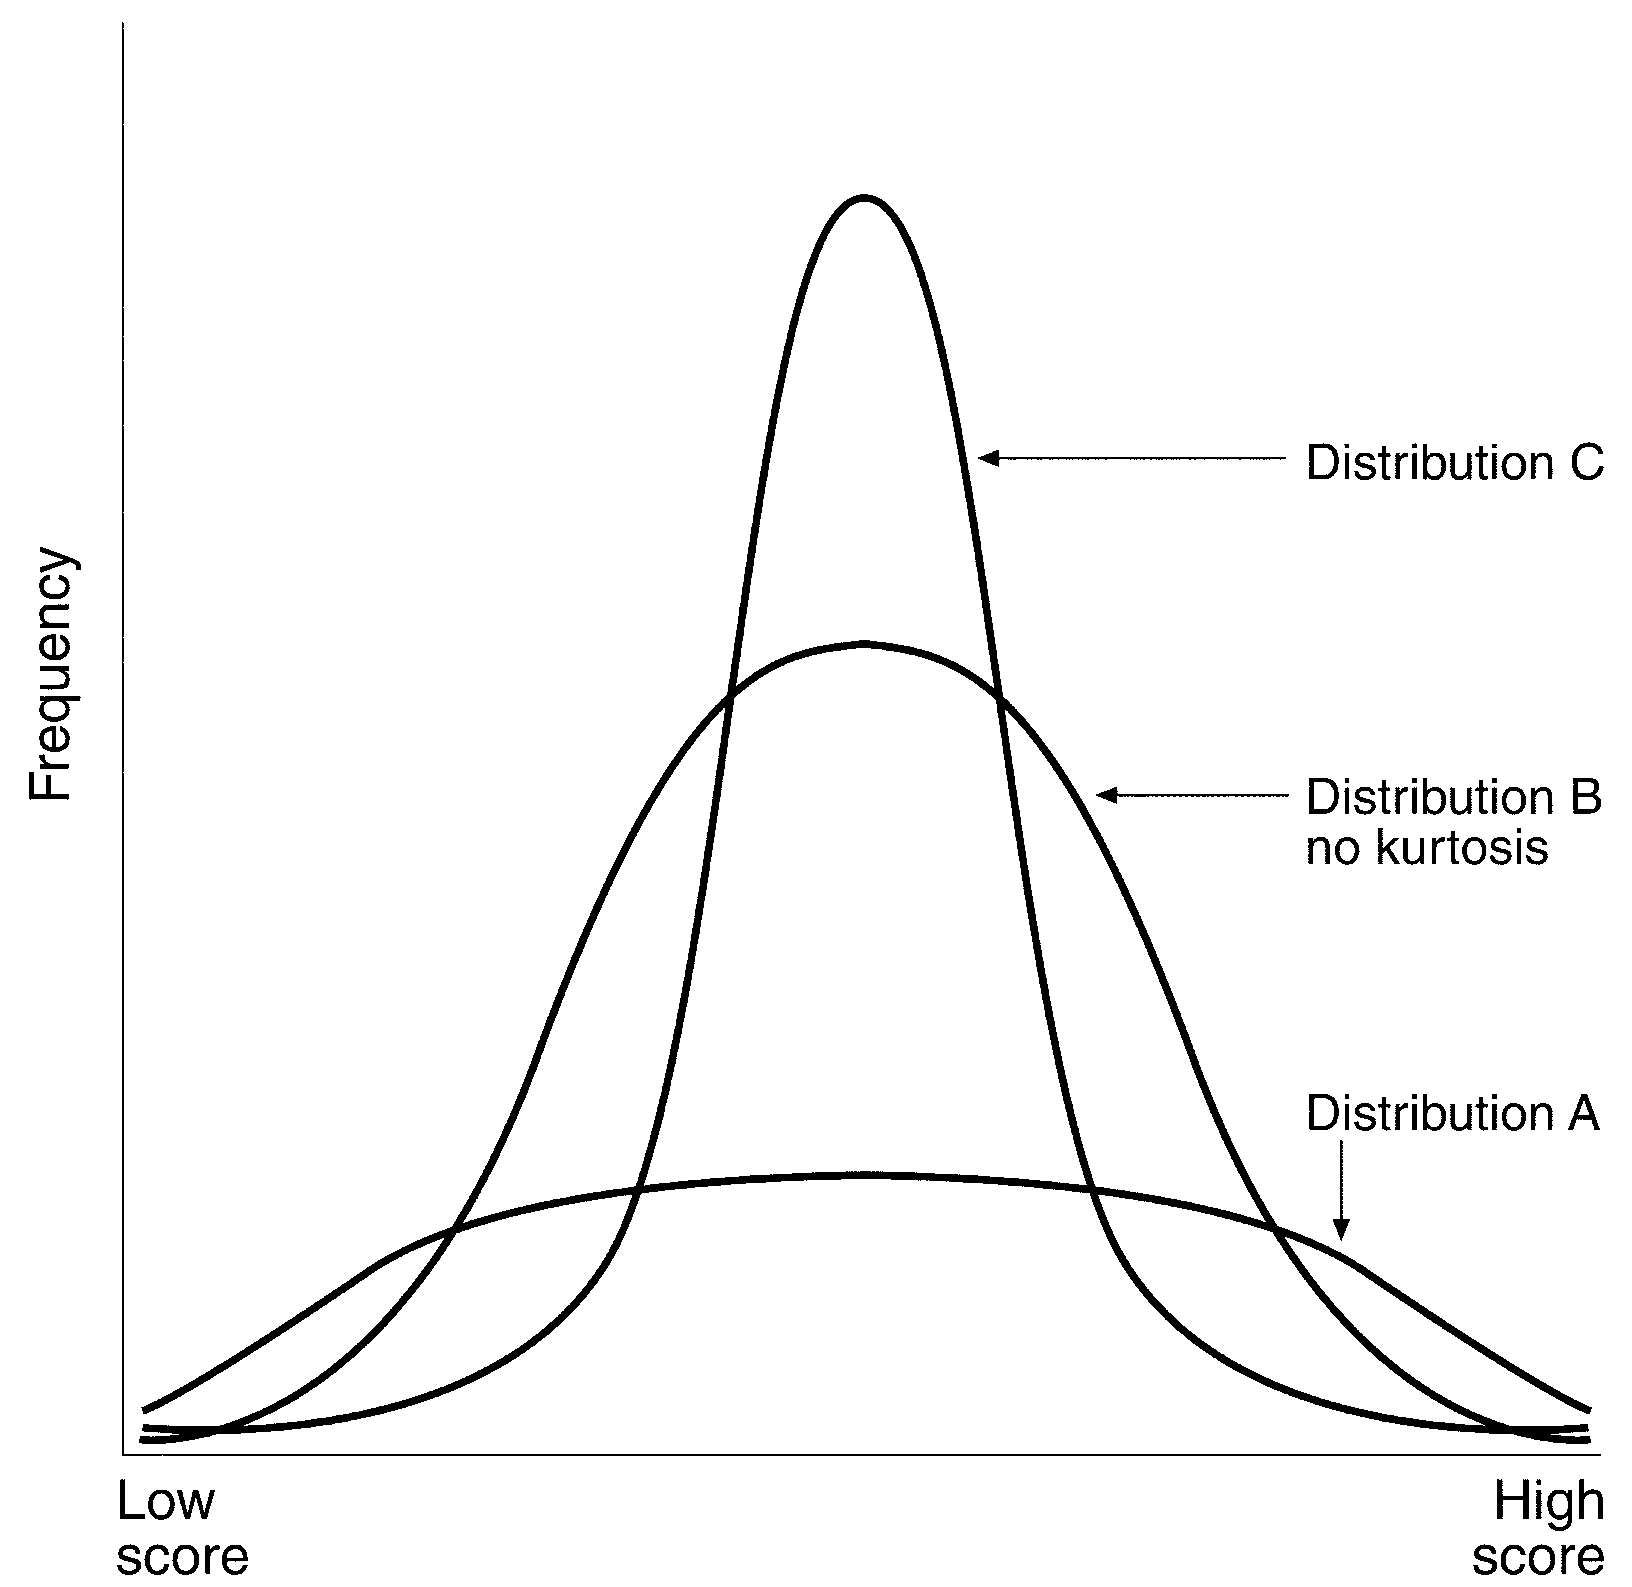 Distribution C
Frequency
Distribution B
no kurtosis
Distribution A
Low
score
High
score